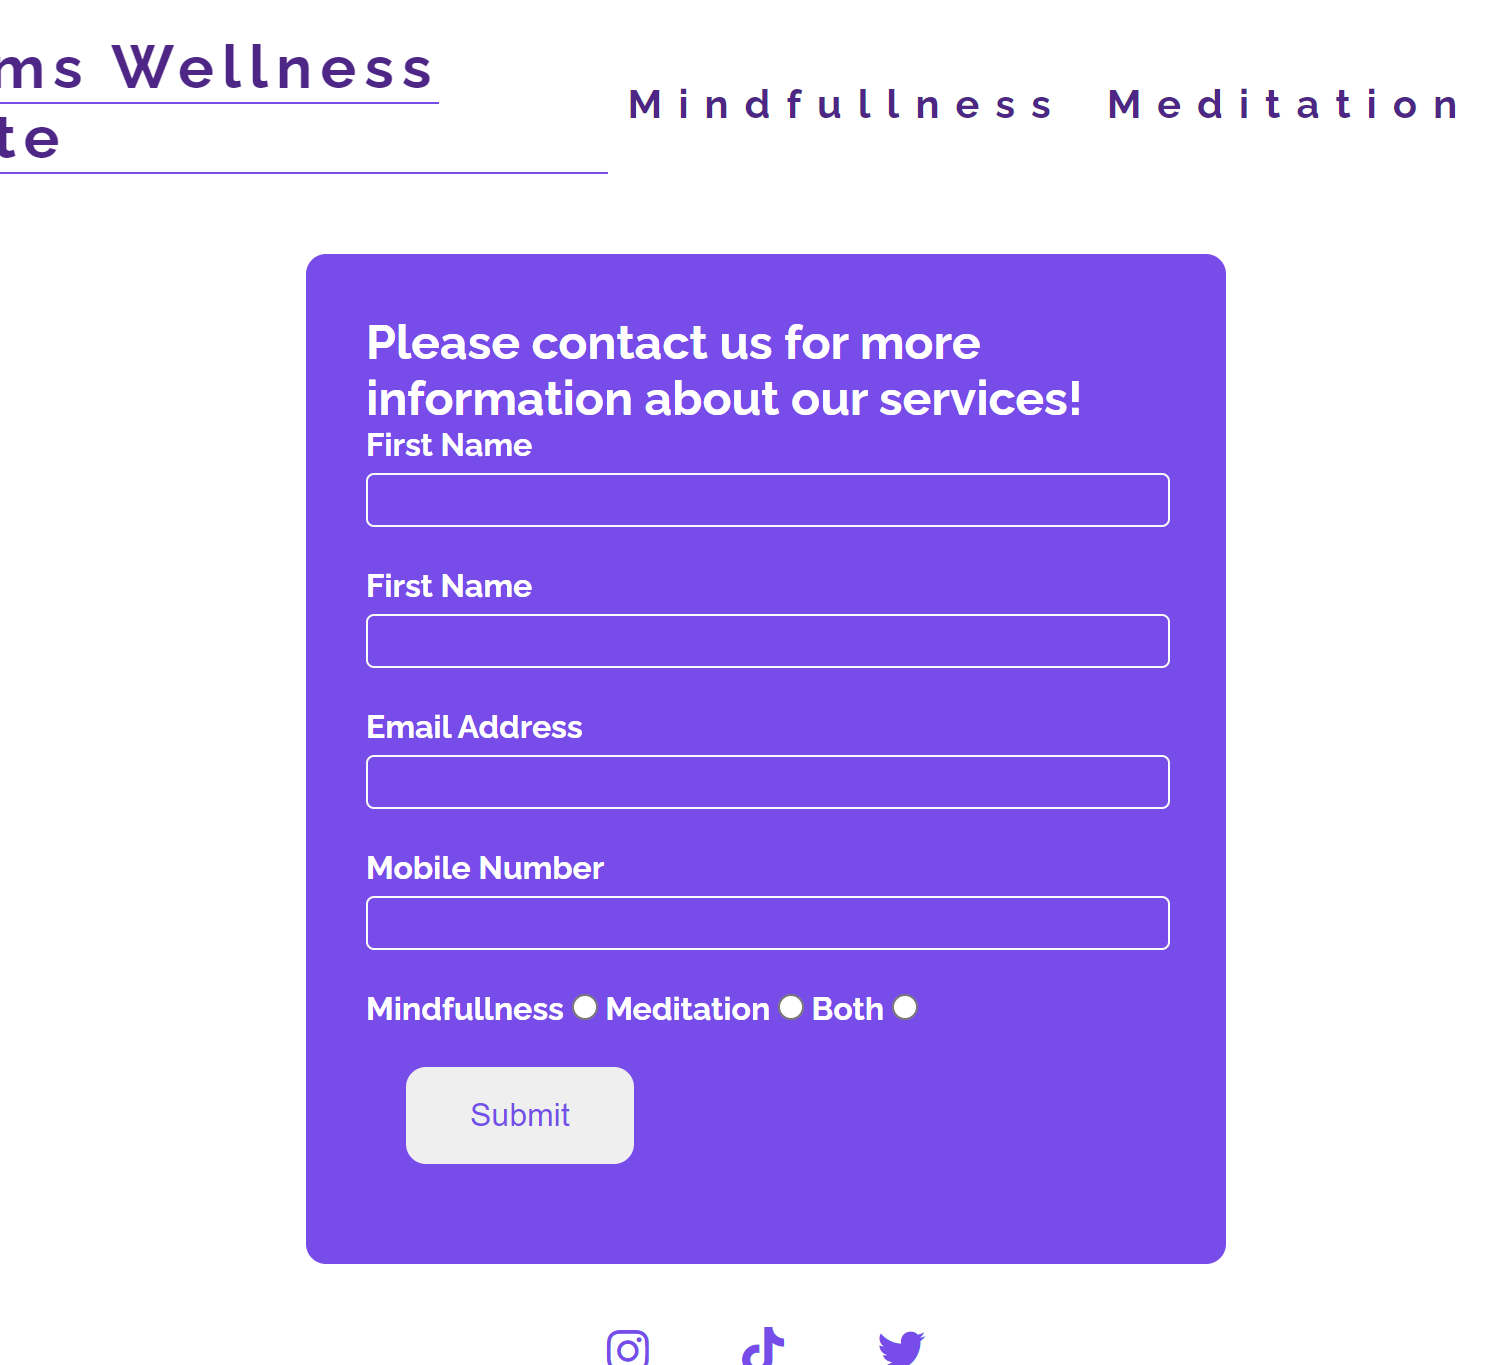 ms Wellness
te
Mindfullness Meditation
Please contact us for more
information about our services!
First Name
First Name
Email Address
Mobile Number
Mindfullness Meditation Both
Submit